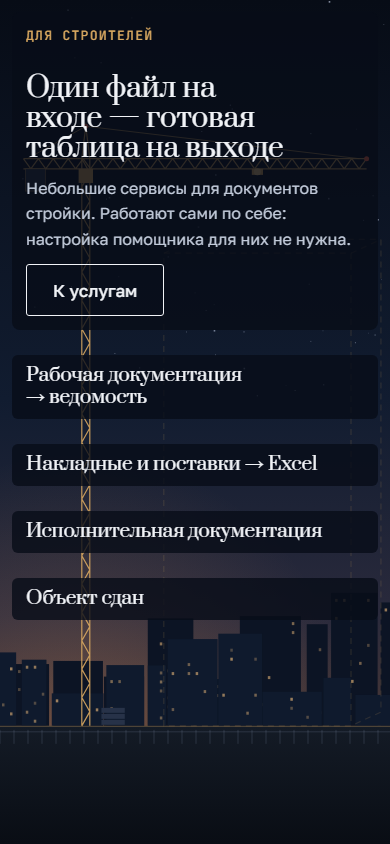 ДЛЯ СТРОИТЕЛЕЙ
Один файл на
входе — готовая
таблица на выходе
Небольшие сервисы для документов
стройки. Работают сами по себе:
настройка помощника для них не нужна.
К услугам
Рабочая документация
→ ведомость
Накладные и поставки → Excel
Исполнительная документация
Объект сдан